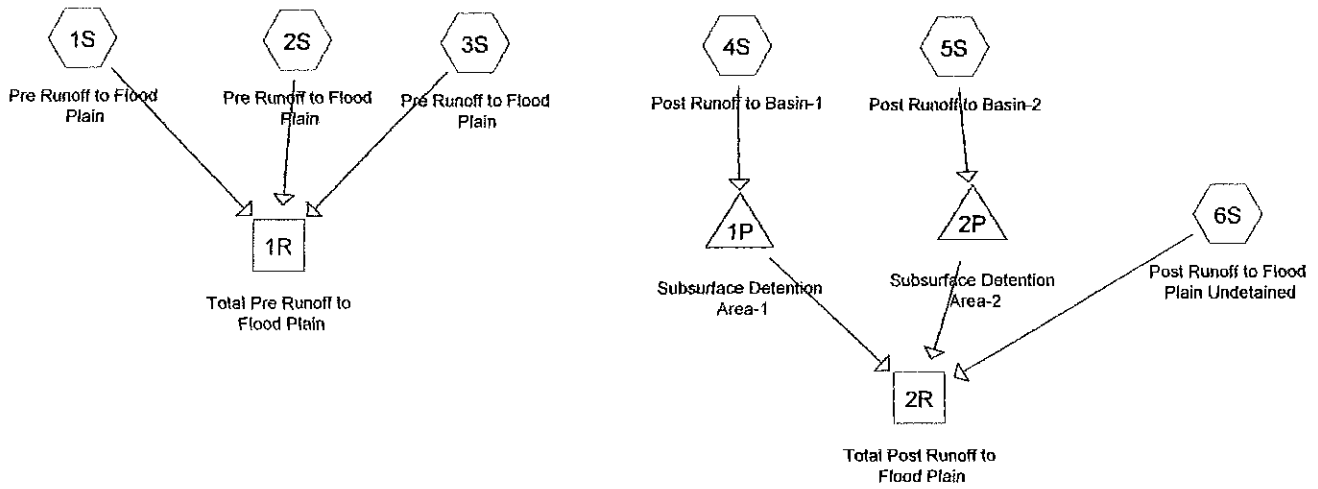 1S
Pre Runoff to Flood
Plain
2S
Pre Runoff to Flood
Plain
3S
Pre Runoff to Flood
Plain
1R
Total Pre Runoff to
Flood Plain
4S
Post Runoff to Basin-1
5S
Post Runoff to Basin-2
1P
Subsurface Detention
Area-1
2P
Subsurface Detention
Area-2
6S
Post Runoff to Flood
Plain Undetained
2R
Total Post Runoff to
Flood Plain